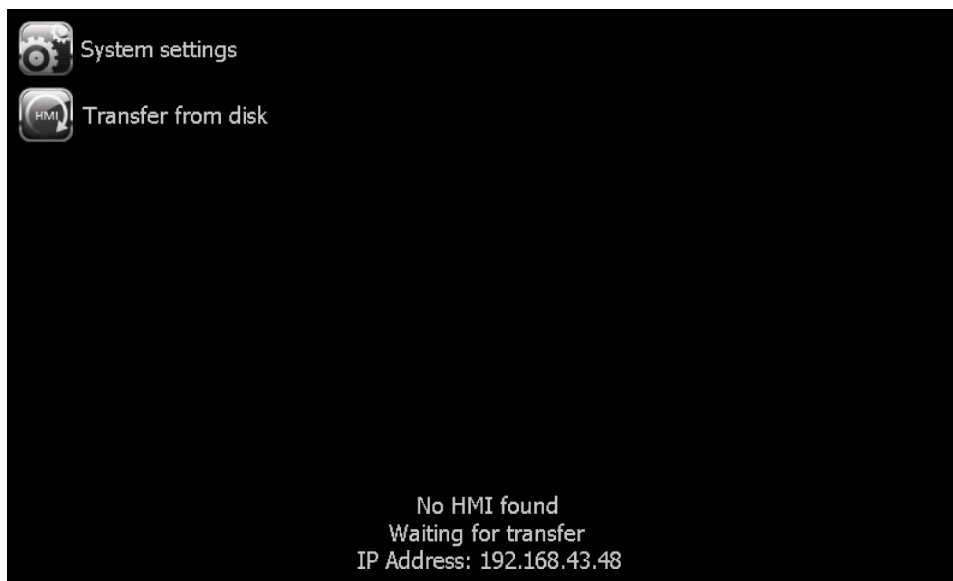 System settings
HMI
Transfer from disk
No HMI found
Waiting for transfer
IP Address: 192.168.43.48